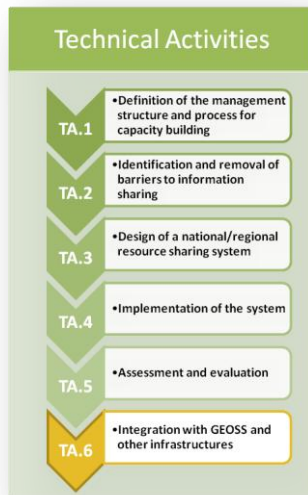 Technical Activities
TA.1
•Definition of the management
structure and process for
capacity building
TA.2
•Identification and removal of
barriers to information
sharing
TA.3
•Design of a national/regional
resource sharing system
TA.4
•Implementation of the system
TA.5
•Assessment and evaluation
TA.6
•Integration with GEOSS and
other infrastructures